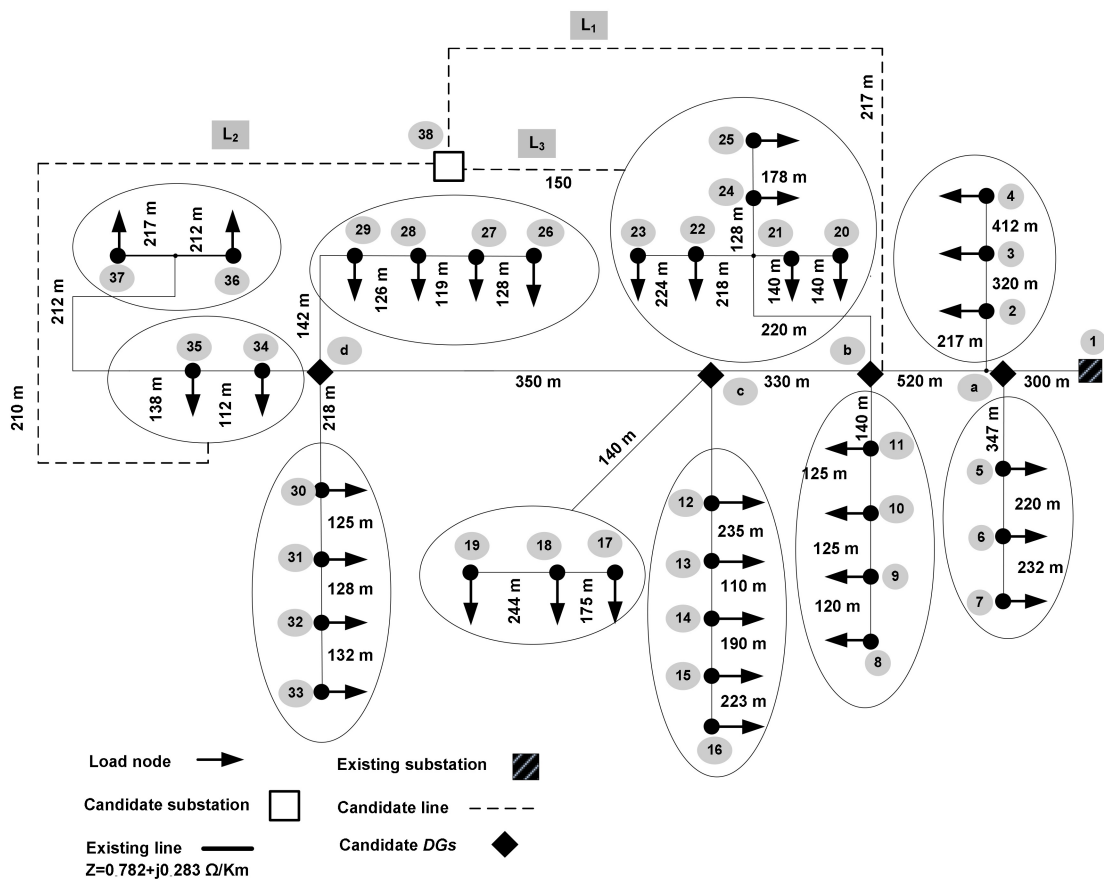 L1
217 m
L2
38
L3
150
25
178 m
24
128 m
23
22
21
20
224 m
218 m
140 m
140 m
220 m
4
412 m
3
320 m
2
217 m
1
217 m
212 m
37
36
29
28
27
26
126 m
119 m
128 m
212 m
142 m
35
34
138 m
112 m
210 m
d
350 m
218 m
c
330 m
b
520 m
a
300 m
140 m
140 m
347 m
11
125 m
10
125 m
9
120 m
8
5
220 m
6
232 m
7
30
125 m
31
128 m
32
132 m
33
19
18
17
244 m
175 m
12
235 m
13
110 m
14
190 m
15
223 m
16
Load node
Existing substation
Candidate substation
Candidate line
Existing line
Candidate DGs
Z=0.782+j0.283 Ω/Km